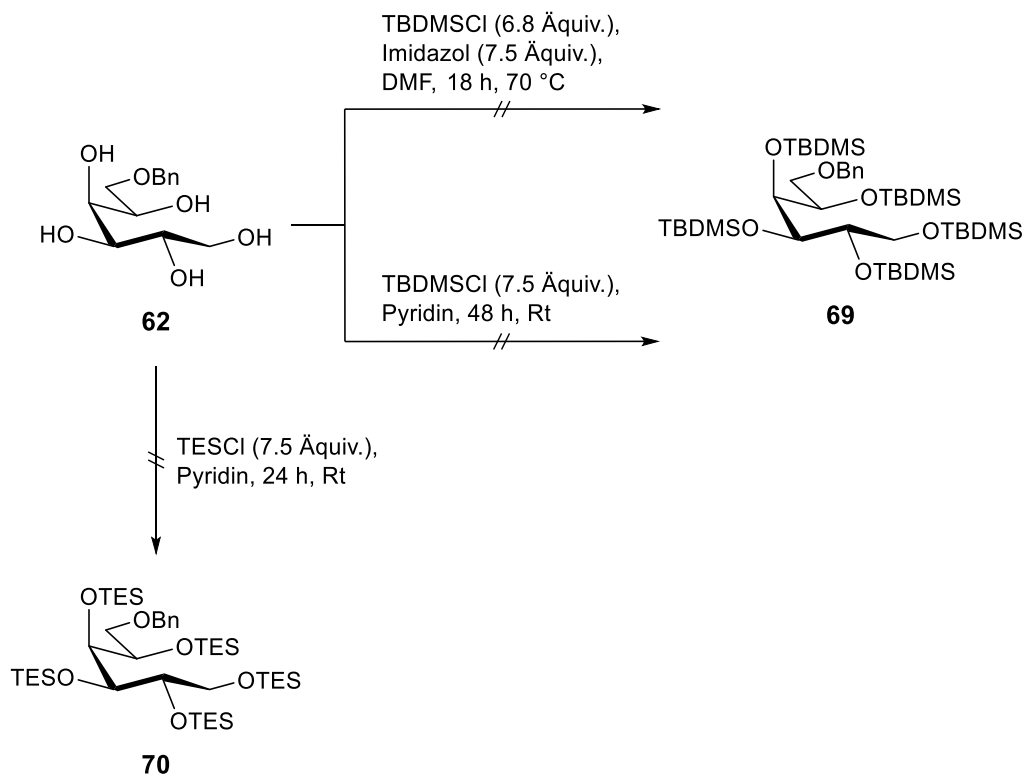 TBDMSCl (6.8 Äquiv.),
Imidazol (7.5 Äquiv.),
DMF, 18 h, 70 °C
OH
OBn
OH
HO
OH
OH
62
OTBDMS
OBn
OTBDMS
TBDMSO
OTBDMS
OTBDMS
69
TBDMSCl (7.5 Äquiv.),
Pyridin, 48 h, Rt
TESCl (7.5 Äquiv.),
Pyridin, 24 h, Rt
OTES
OBn
OTES
TESO
OTES
OTES
70